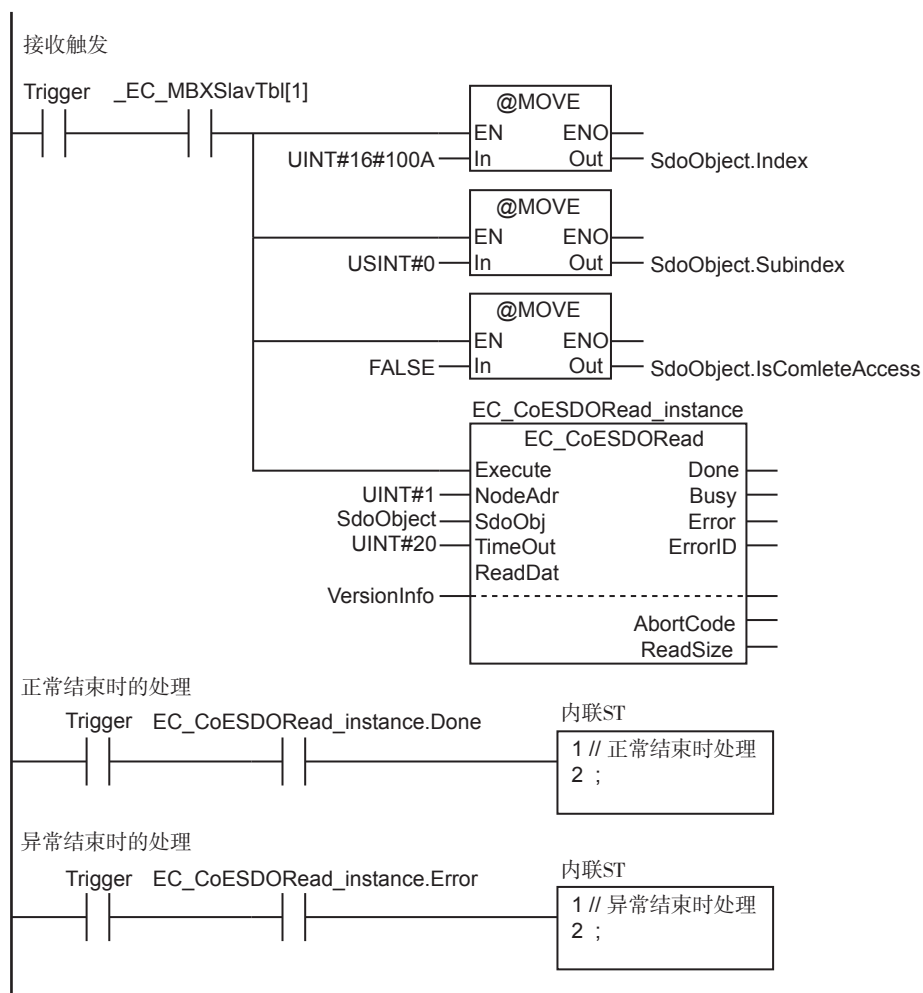 接收触发
Trigger _EC_MBXSlavTbl[1]
@MOVE
EN ENO
UINT#16#100A In Out SdoObject.Index
@MOVE
EN ENO
USINT#0 In Out SdoObject.Subindex
@MOVE
EN ENO
FALSE In Out SdoObject.IsComleteAccess
EC_CoESDORead_instance
EC_CoESDORead
Execute Done
UINT#1 NodeAdr Busy
SdoObject SdoObj Error
UINT#20 TimeOut ErrorID
ReadDat
VersionInfo
AbortCode
ReadSize
正常结束时的处理
Trigger EC_CoESDORead_instance.Done 内联ST
1 // 正常结束时处理
2 ;
异常结束时的处理
Trigger EC_CoESDORead_instance.Error 内联ST
1 // 异常结束时处理
2 ;